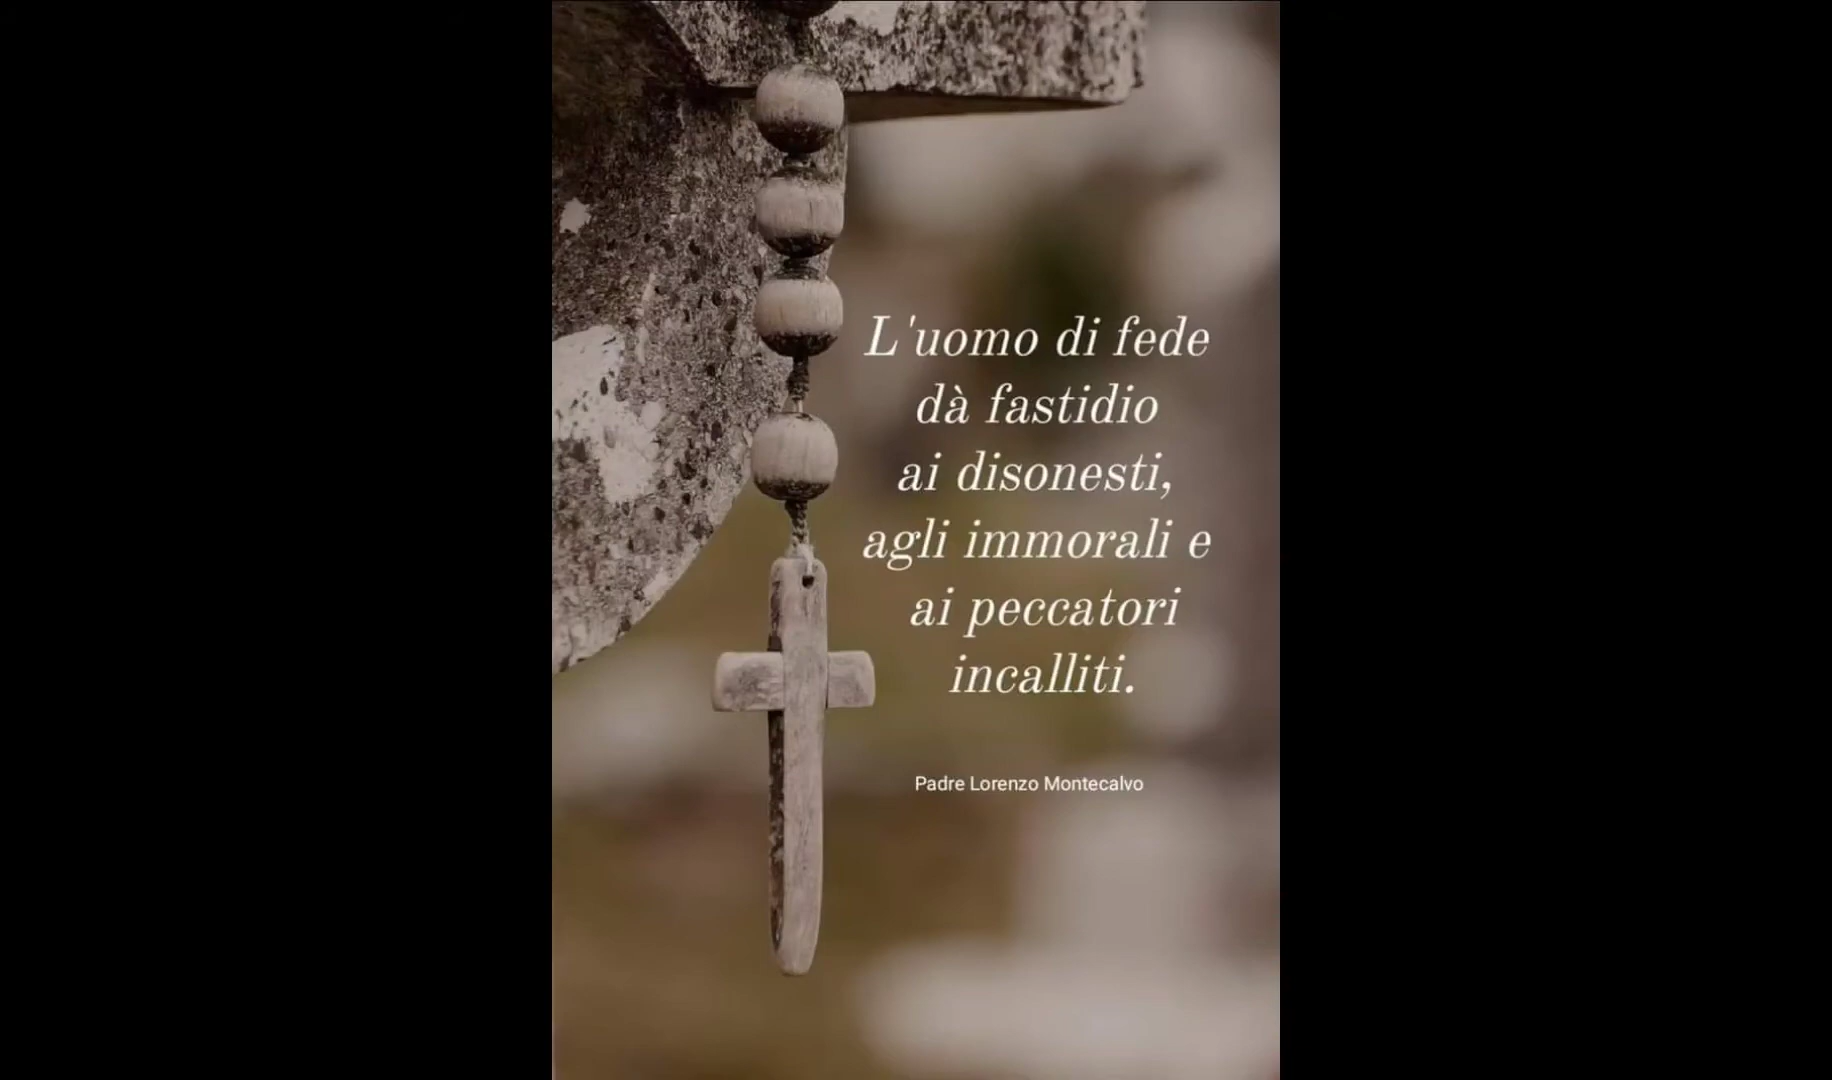 L'uomo di fede
dà fastidio
ai disonesti,
agli immorali e
ai peccatori
incalliti.
Padre Lorenzo Montecalvo